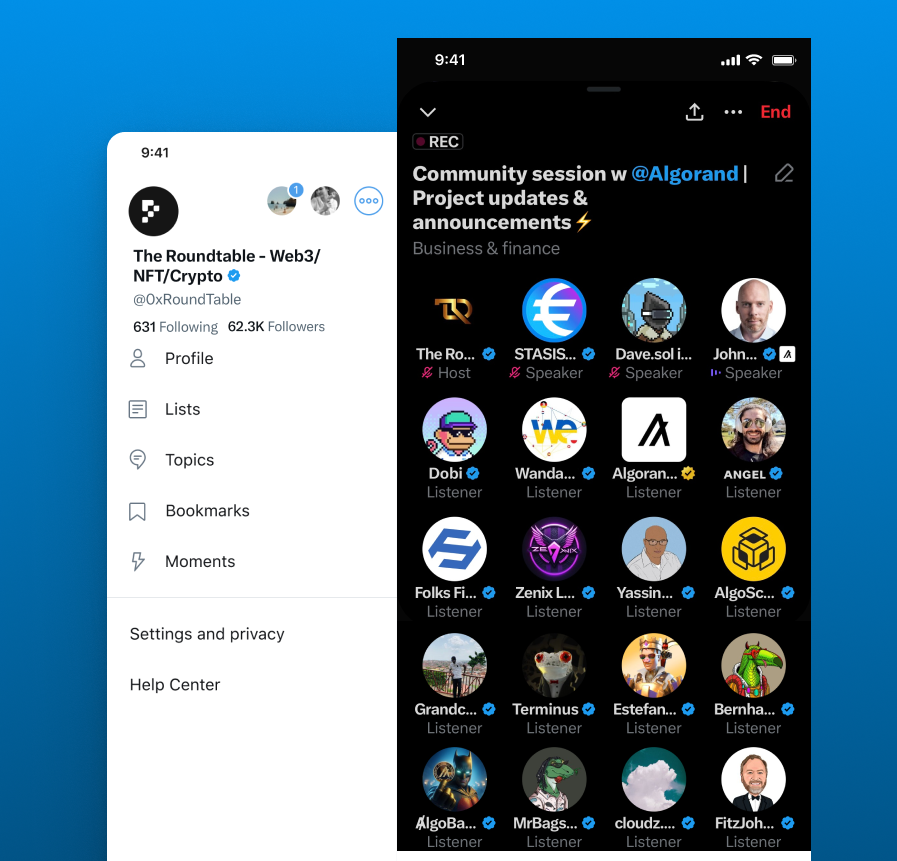 9:41
1
The Roundtable - Web3/
NFT/Crypto
@0xRoundTable
631 Following 62.3K Followers
Profile
Lists
Topics
Bookmarks
Moments
Settings and privacy
Help Center
9:41
End
REC
Community session w @Algorand |
Project updates &
announcements⚡
Business & finance
The Ro... STASIS... Dave.sol i... John...
Host Speaker Speaker Speaker
we
Dobi Wanda... Algoran... ᴀɴɢᴇʟ
Listener Listener Listener Listener
Folks Fi... Zenix L... Yassin... AlgoSc...
Listener Listener Listener Listener
Grandc... Terminus Estefan... Bernha...
Listener Listener Listener Listener
AlgoBa... MrBags... cloudz.... FitzJoh...
Listener Listener Listener Listener